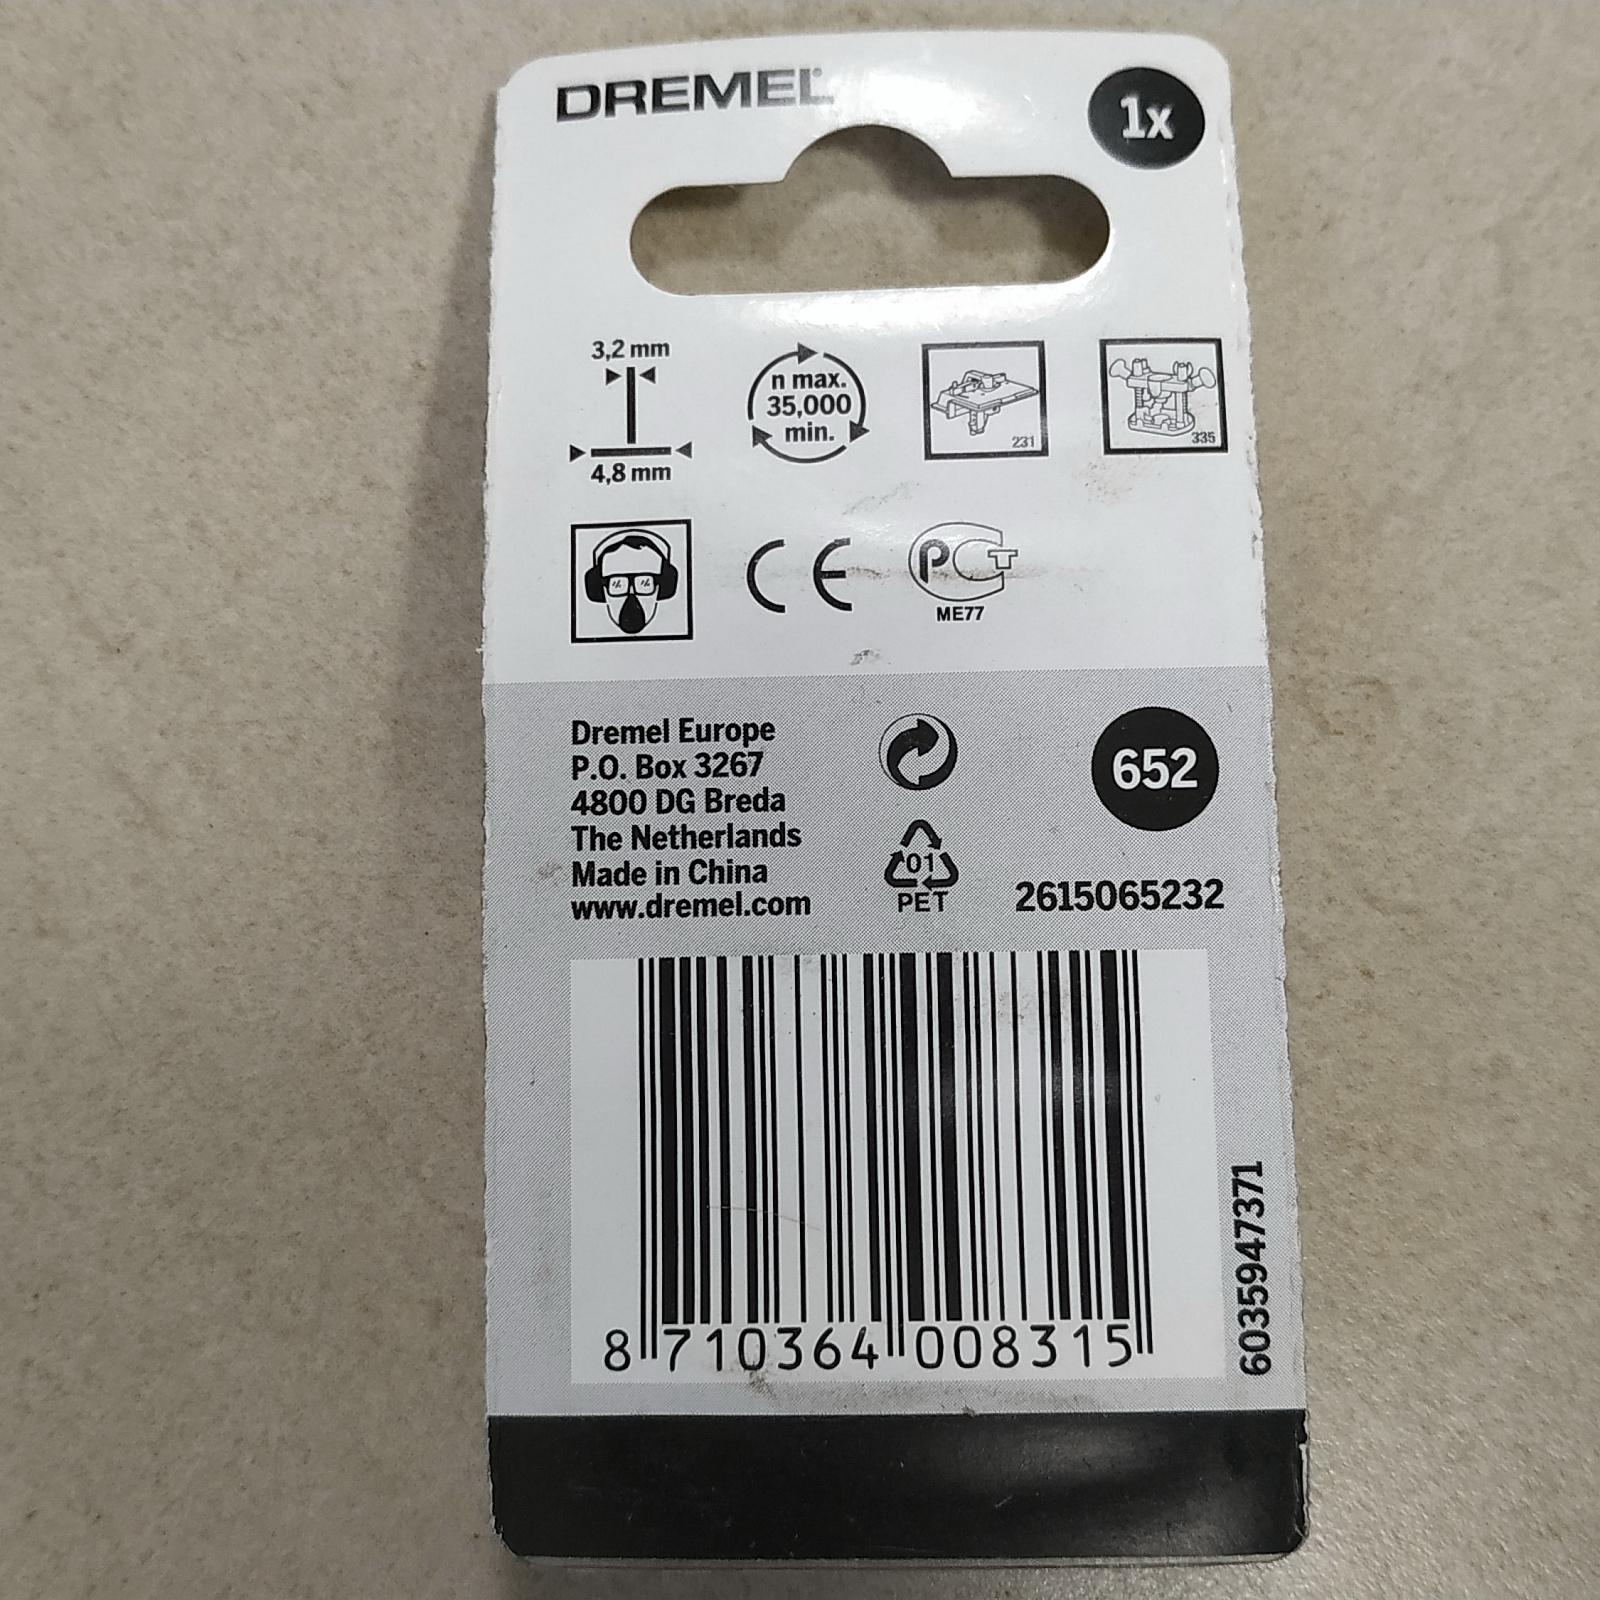 DREMEL®
1x
3,2 mm
4,8 mm
n max.
35,000
min.
231
335
CE
PCT
ME77
Dremel Europe
P.O. Box 3267
4800 DG Breda
The Netherlands
Made in China
www.dremel.com
01
PET
652
2615065232
8 710364 008315
6035947371